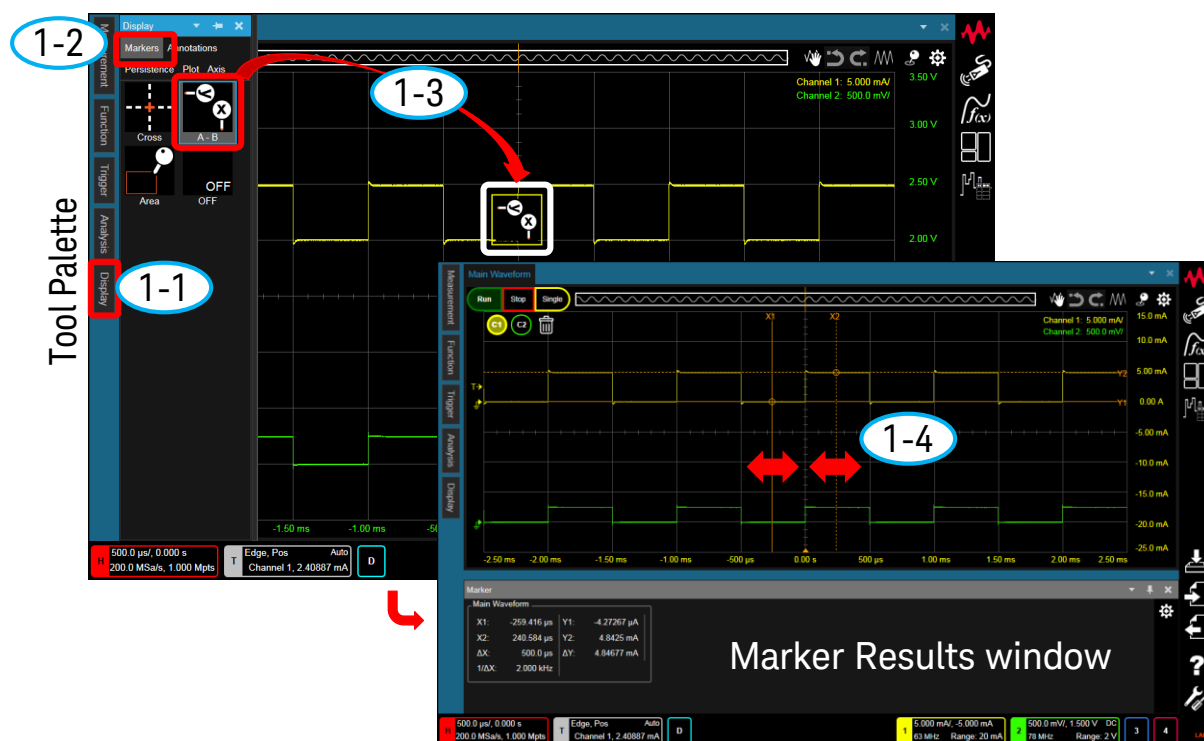 1-2
Display
Markers Annotations
Persistence Plot Axis
Cross
A - B
Area
OFF
OFF
1-3
1-1
Tool Palette
Measurement
Function
Trigger
Analysis
Display
Channel 1: 5.000 mA/
Channel 2: 500.0 mV/
3.50 V
3.00 V
2.50 V
2.00 V
f(x)
-1.50 ms
-1.00 ms
H
500.0 µs/, 0.000 s
200.0 MSa/s, 1.000 Mpts
T
Edge, Pos Auto
Channel 1, 2.40887 mA
D
Main Waveform
Run Stop Single
C1 C2
Measurement
Function
Trigger
Analysis
Display
X1 X2
Channel 1: 5.000 mA/
Channel 2: 500.0 mV/
15.0 mA
10.0 mA
5.00 mA
0.00 A
-5.00 mA
-10.0 mA
-15.0 mA
-20.0 mA
-25.0 mA
Y2
Y1
T
1-4
-2.50 ms -2.00 ms -1.50 ms -1.00 ms -500 µs 0.00 s 500 µs 1.00 ms 1.50 ms 2.00 ms 2.50 ms
Marker
Main Waveform
X1: -259.416 µs Y1: -4.27267 µA
X2: 240.584 µs Y2: 4.8425 mA
ΔX: 500.0 µs ΔY: 4.84677 mA
1/ΔX: 2.000 kHz
Marker Results window
?
H
500.0 µs/, 0.000 s
200.0 MSa/s, 1.000 Mpts
T
Edge, Pos Auto
Channel 1, 2.40887 mA
D
1
5.000 mA/, -5.000 mA
63 MHz Range: 20 mA
2
500.0 mV/, 1.500 V DC
78 MHz Range: 2 V
3
4